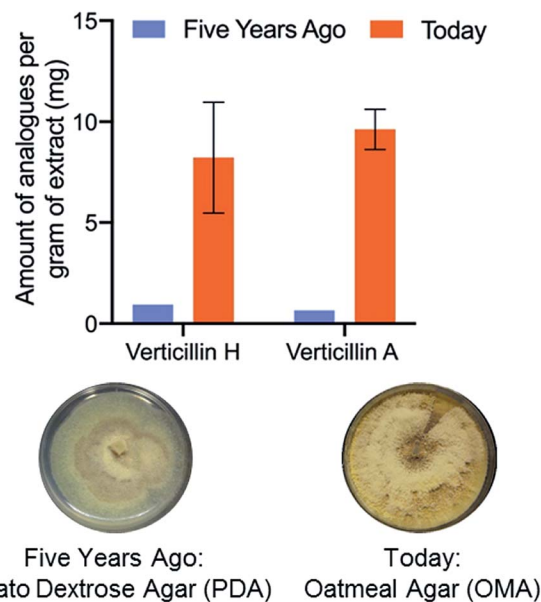 15
Five Years Ago
Today
10
5
0
Amount of analogues per
gram of extract (mg)
Verticillin H
Verticillin A
Five Years Ago:
ato Dextrose Agar (PDA)
Today:
Oatmeal Agar (OMA)